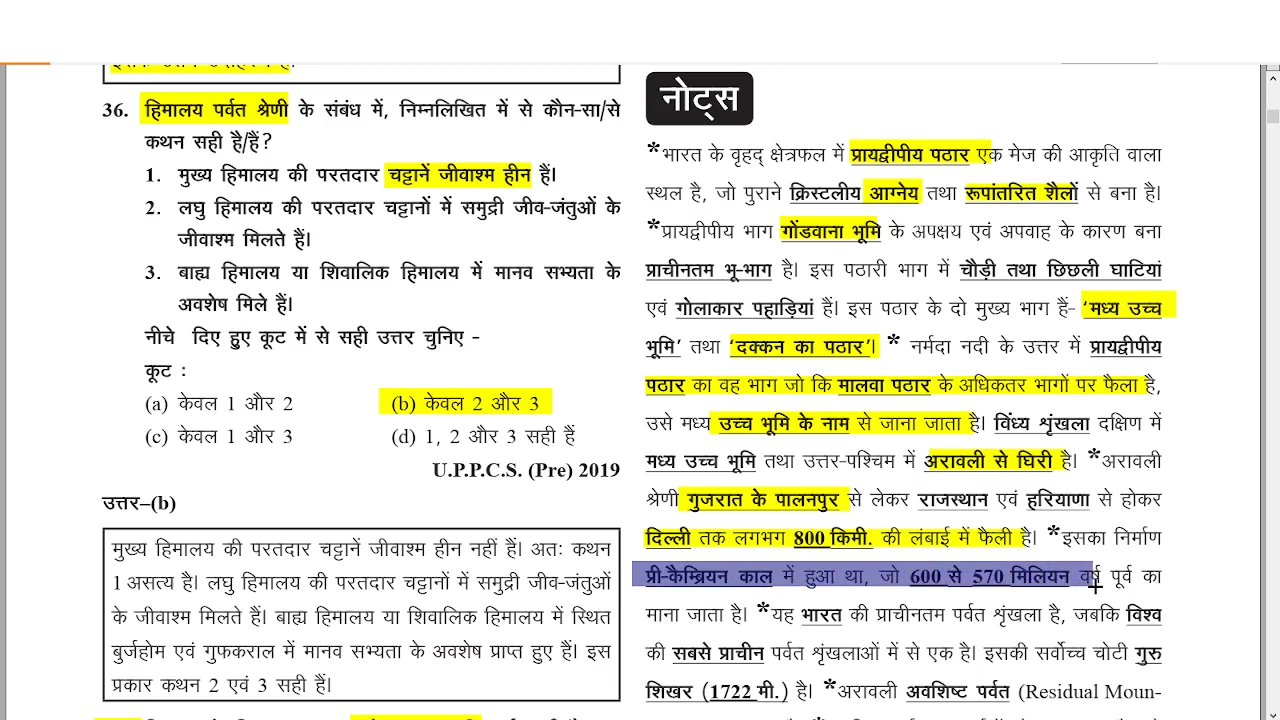 36. हिमालय पर्वत श्रेणी के संबंध में, निम्नलिखित में से कौन-सा/से
कथन सही है/हैं?
1. मुख्य हिमालय की परतदार चट्टानें जीवाश्म हीन हैं।
2. लघु हिमालय की परतदार चट्टानों में समुद्री जीव-जंतुओं के
जीवाश्म मिलते हैं।
3. बाह्य हिमालय या शिवालिक हिमालय में मानव सभ्यता के
अवशेष मिले हैं।
नीचे दिए हुए कूट में से सही उत्तर चुनिए -
कूट :
(a) केवल 1 और 2 (b) केवल 2 और 3
(c) केवल 1 और 3 (d) 1, 2 और 3 सही हैं
U.P.P.C.S. (Pre) 2019
उत्तर–(b)
मुख्य हिमालय की परतदार चट्टानें जीवाश्म हीन नहीं हैं। अतः कथन
1 असत्य है। लघु हिमालय की परतदार चट्टानों में समुद्री जीव-जंतुओं
के जीवाश्म मिलते हैं। बाह्य हिमालय या शिवालिक हिमालय में स्थित
बुर्जहोम एवं गुफकराल में मानव सभ्यता के अवशेष प्राप्त हुए हैं। इस
प्रकार कथन 2 एवं 3 सही हैं।
नोट्स
*भारत के वृहद् क्षेत्रफल में प्रायद्वीपीय पठार एक मेज की आकृति वाला
स्थल है, जो पुराने क्रिस्टलीय आग्नेय तथा रूपांतरित शैलों से बना है।
*प्रायद्वीपीय भाग गोंडवाना भूमि के अपक्षय एवं अपवाह के कारण बना
प्राचीनतम भू-भाग है। इस पठारी भाग में चौड़ी तथा छिछली घाटियां
एवं गोलाकार पहाड़ियां हैं। इस पठार के दो मुख्य भाग हैं- ‘मध्य उच्च
भूमि’ तथा ‘दक्कन का पठार’। * नर्मदा नदी के उत्तर में प्रायद्वीपीय
पठार का वह भाग जो कि मालवा पठार के अधिकतर भागों पर फैला है,
उसे मध्य उच्च भूमि के नाम से जाना जाता है। विंध्य शृंखला दक्षिण में
मध्य उच्च भूमि तथा उत्तर-पश्चिम में अरावली से घिरी है। *अरावली
श्रेणी गुजरात के पालनपुर से लेकर राजस्थान एवं हरियाणा से होकर
दिल्ली तक लगभग 800 किमी. की लंबाई में फैली है। *इसका निर्माण
प्री-कैम्ब्रियन काल में हुआ था, जो 600 से 570 मिलियन वर्ष पूर्व का
माना जाता है। *यह भारत की प्राचीनतम पर्वत शृंखला है, जबकि विश्व
की सबसे प्राचीन पर्वत शृंखलाओं में से एक है। इसकी सर्वोच्च चोटी गुरु
शिखर (1722 मी.) है। *अरावली अवशिष्ट पर्वत (Residual Moun-